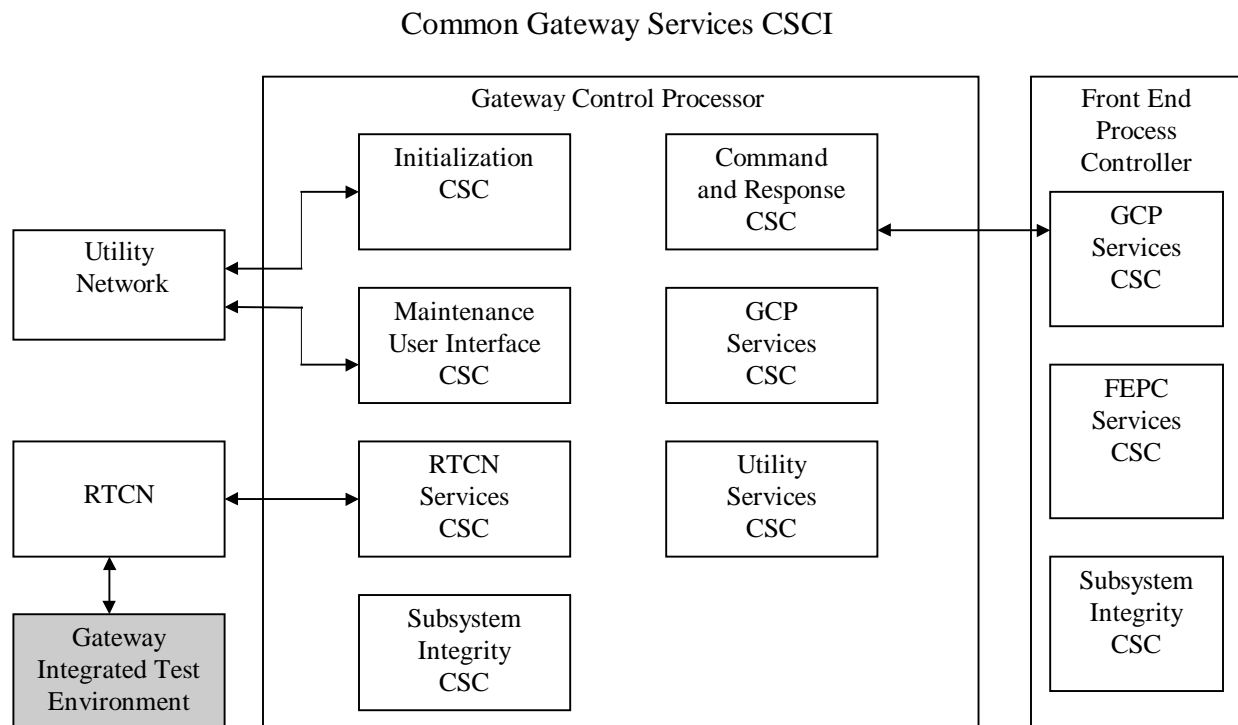 Common Gateway Services CSCI
Gateway Control Processor
Initialization
CSC
Command
and Response
CSC
Front End
Process
Controller
Utility
Network
GCP
Services
CSC
Maintenance
User Interface
CSC
GCP
Services
CSC
FEPC
Services
CSC
RTCN
RTCN
Services
CSC
Utility
Services
CSC
Subsystem
Integrity
CSC
Gateway
Integrated Test
Environment
Subsystem
Integrity
CSC